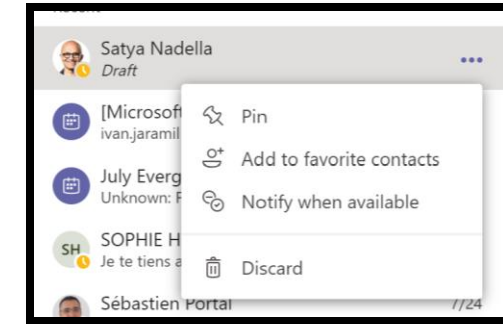 Satya Nadella
Draft
[Microsoft
ivan.jaramil
Pin
Add to favorite contacts
July Everg
Unknown:
Notify when available
SH
SOPHIE H
Je te tiens a
Discard
Sébastien Portal
7/24